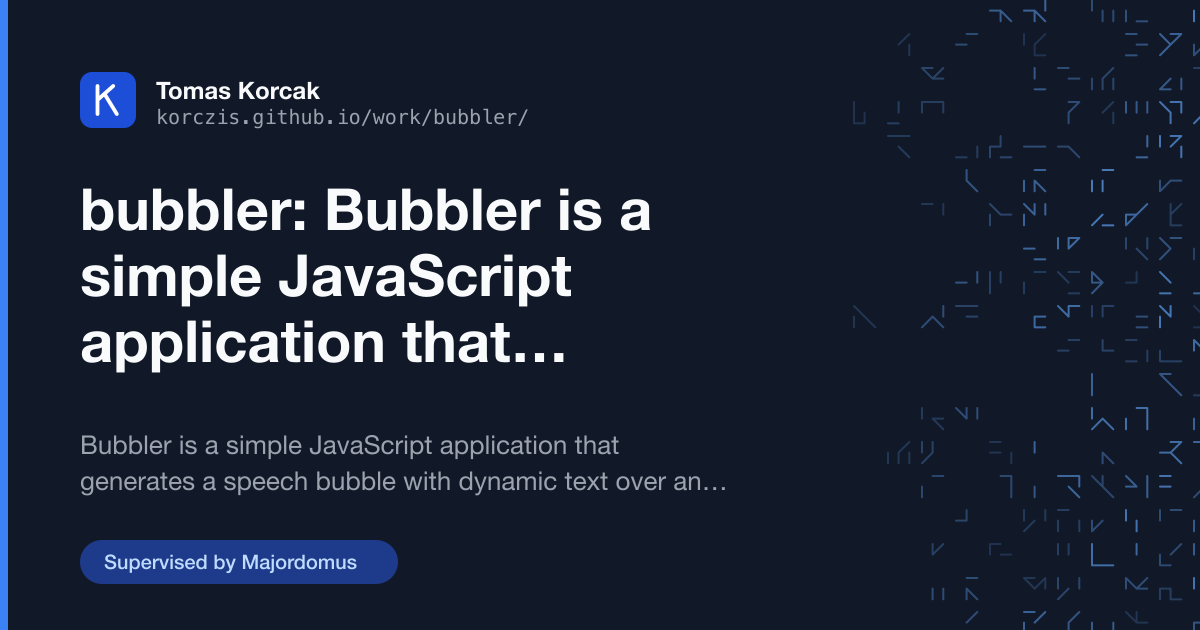 K
Tomas Korcak
korczis.github.io/work/bubbler/
bubbler: Bubbler is a
simple JavaScript
application that…
Bubbler is a simple JavaScript application that
generates a speech bubble with dynamic text over an…
Supervised by Majordomus